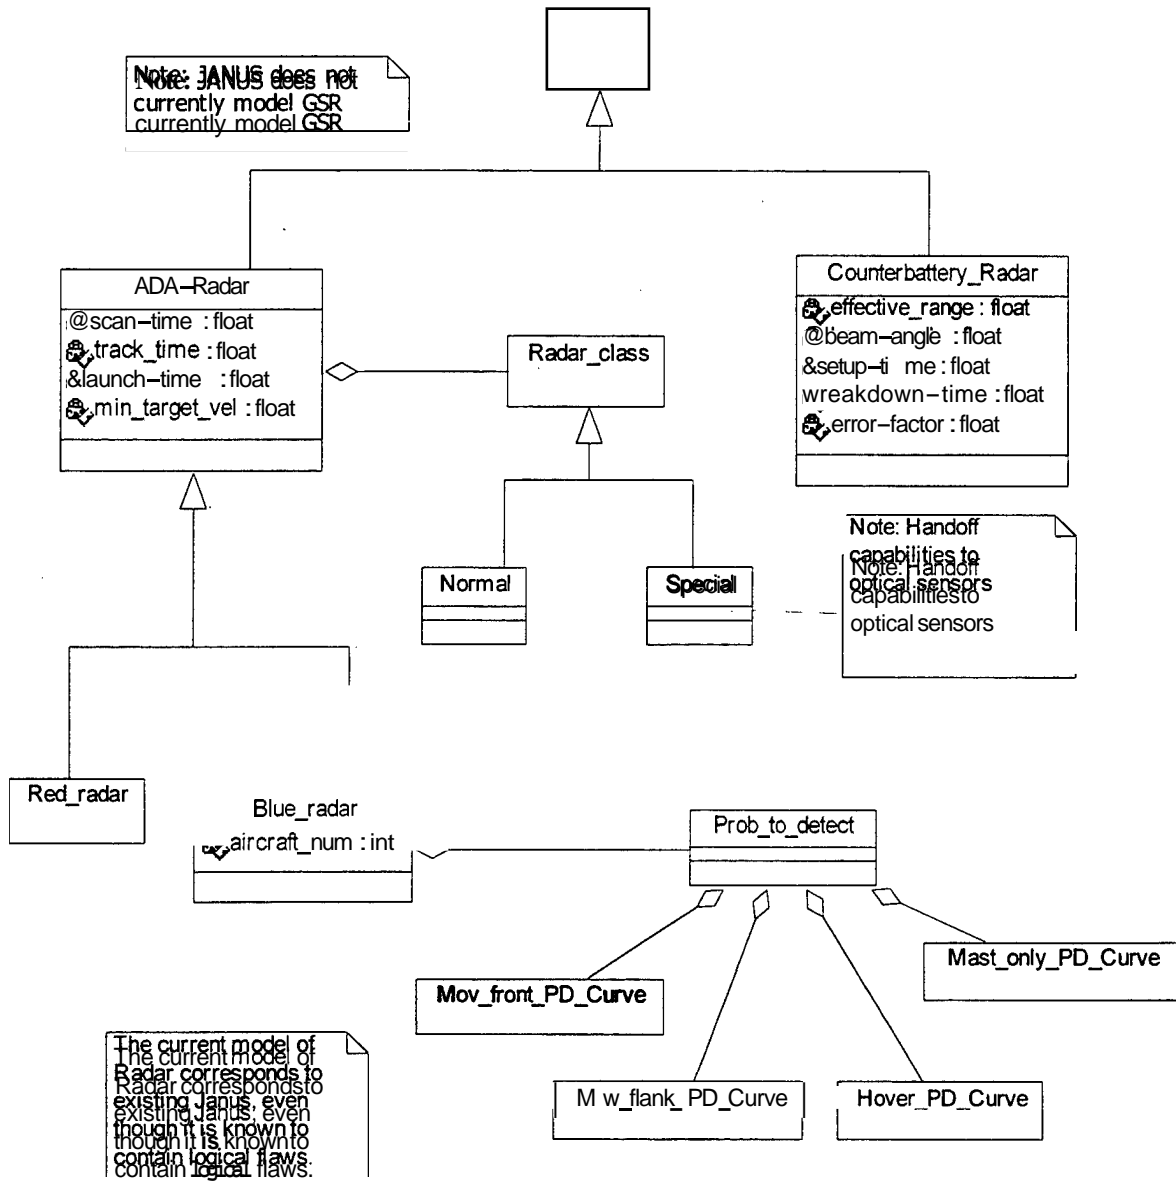 Note: JANUS does not
currently model GSR
ADA–Radar
@scan–time : float
track_time : float
&launch–time : float
min_target_vel : float
Radar_class
Counterbattery_Radar
effective_range : float
@beam–angle : float
&setup–ti me : float
wreakdown–time : float
error–factor : float
Normal
Special
Note: Handoff
capabilities to
optical sensors
Red_radar
Blue_radar
aircraft_num : int
Prob_to_detect
Mast_only_PD_Curve
Mov_front_PD_Curve
M w_flank_ PD_Curve
Hover_PD_Curve
The current model of
Radar corresponds to
existing Janus, even
though it is known to
contain logical flaws.